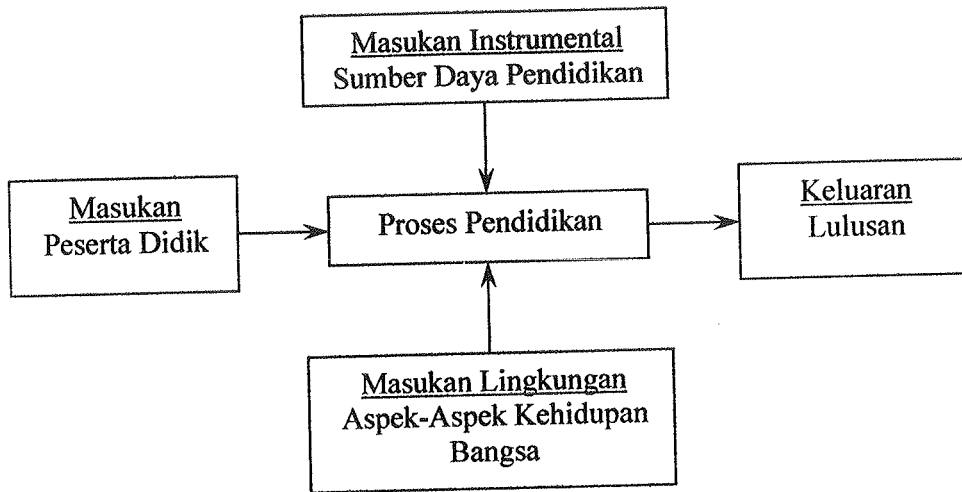 Masukan Instrumental
Sumber Daya Pendidikan
Masukan
Peserta Didik
Proses Pendidikan
Keluaran
Lulusan
Masukan Lingkungan
Aspek-Aspek Kehidupan
Bangsa